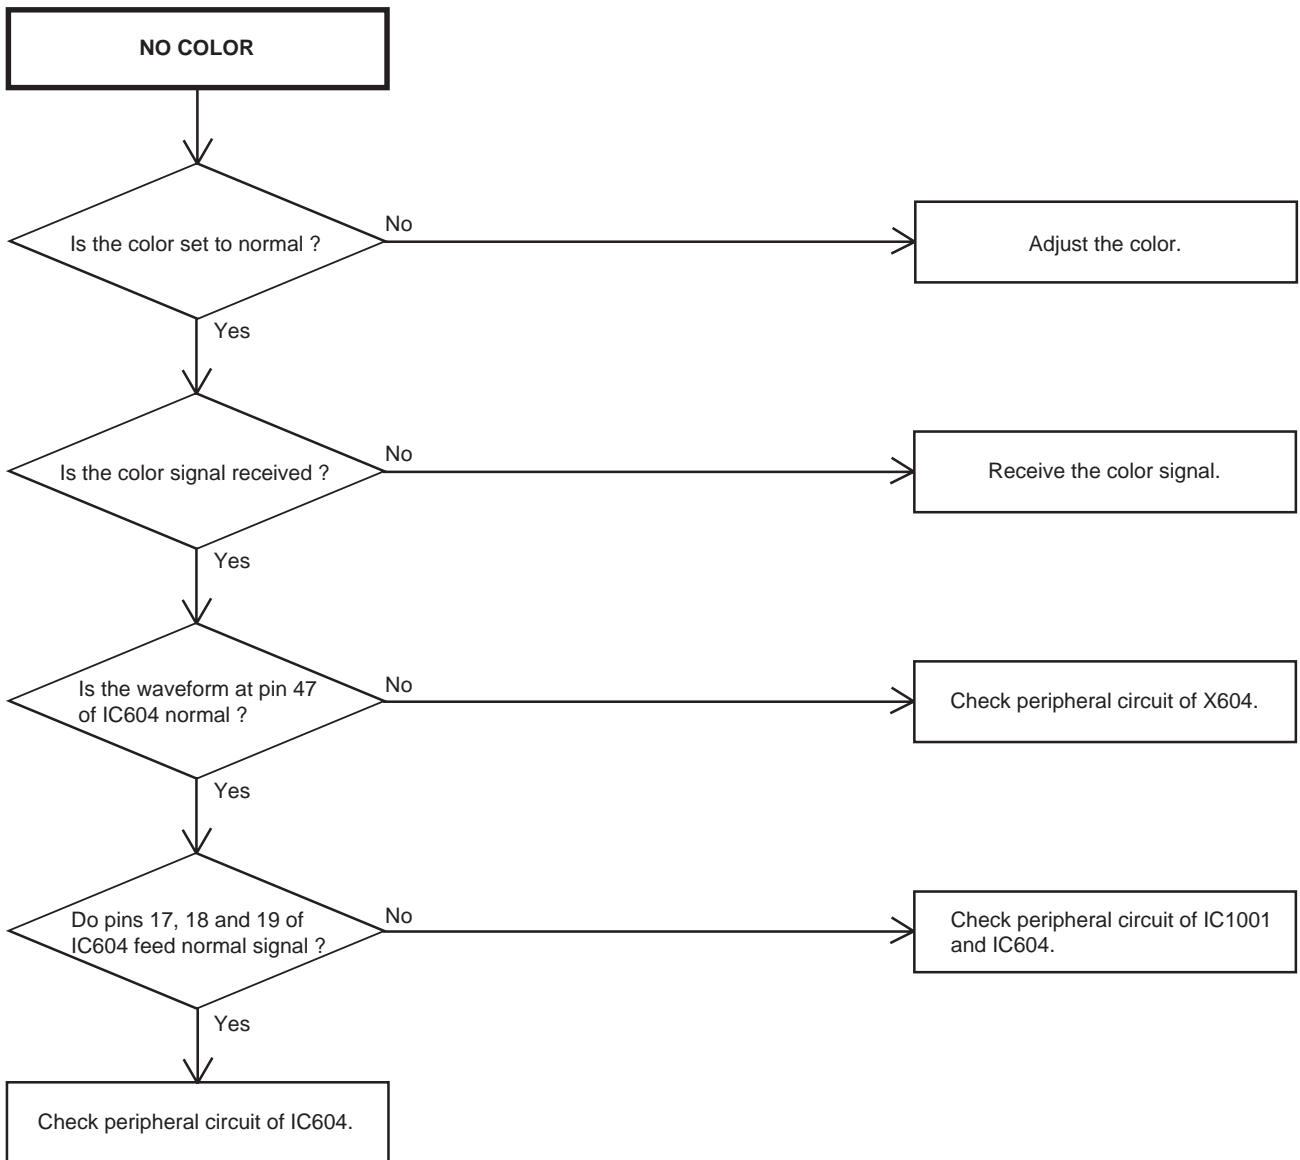 NO COLOR
Is the color set to normal ?
No
Adjust the color.
Yes
Is the color signal received ?
No
Receive the color signal.
Yes
Is the waveform at pin 47
of IC604 normal ?
No
Check peripheral circuit of X604.
Yes
Do pins 17, 18 and 19 of
IC604 feed normal signal ?
No
Check peripheral circuit of IC1001
and IC604.
Yes
Check peripheral circuit of IC604.